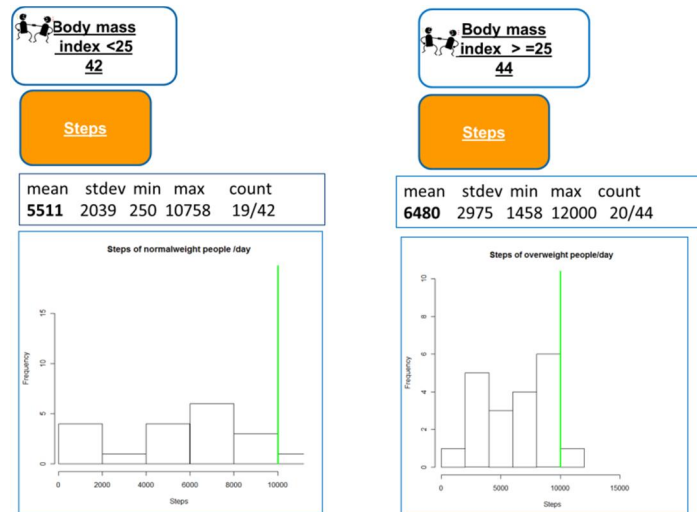 Body mass
index <25
42
Steps
mean stdev min max count
5511 2039 250 10758 19/42
Steps of normalweight people /day
Frequency
15
10
5
0
0 2000 4000 6000 8000 10000
Steps
Body mass
index > =25
44
Steps
mean stdev min max count
6480 2975 1458 12000 20/44
Steps of overweight people/day
Frequency
10
8
6
4
2
0
0 5000 10000 15000
Steps